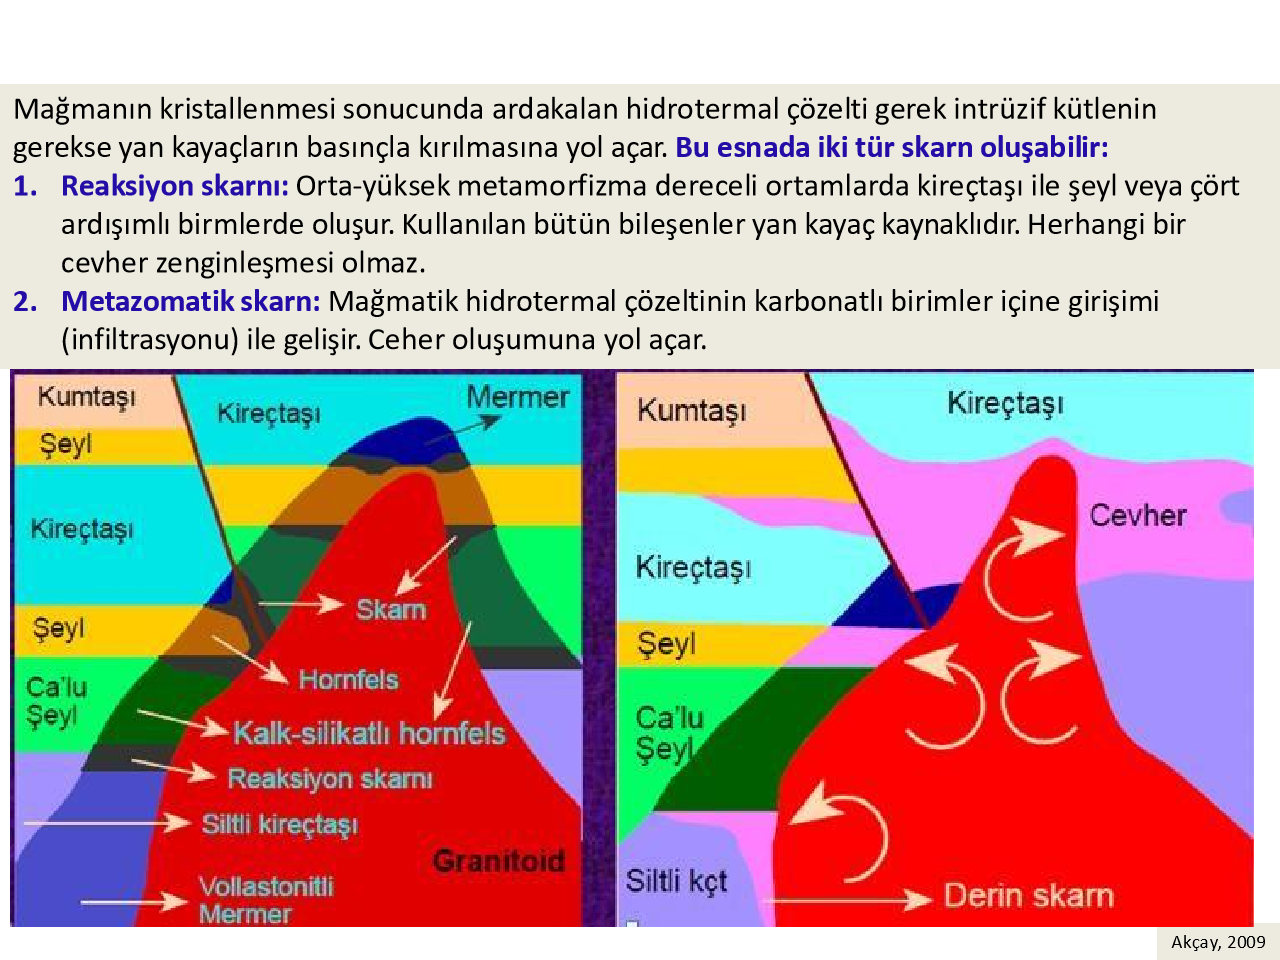 Mağmanın kristallenmesi sonucunda ardakalan hidrotermal çözelti gerek intrüzif kütlenin
gerekse yan kayaçların basınçla kırılmasına yol açar. Bu esnada iki tür skarn oluşabilir:
1. Reaksiyon skarnı: Orta-yüksek metamorfizma dereceli ortamlarda kireçtaşı ile şeyl veya çört
ardışımlı birmlerde oluşur. Kullanılan bütün bileşenler yan kayaç kaynaklıdır. Herhangi bir
cevher zenginleşmesi olmaz.
2. Metazomatik skarn: Mağmatik hidrotermal çözeltinin karbonatlı birimler içine girişimi
(infiltrasyonu) ile gelişir. Ceher oluşumuna yol açar.
Kumtaşı
Kireçtaşı
Mermer
Şeyl
Kireçtaşı
Skarn
Şeyl
Hornfels
Ca'lu
Şeyl
Kalk-silikatlı hornfels
Reaksiyon skarnı
Siltli kireçtaşı
Granitoid
Vollastonitli
Mermer
Kumtaşı
Kireçtaşı
Cevher
Kireçtaşı
Şeyl
Ca'lu
Şeyl
Siltli kçt
Derin skarn
Akçay, 2009